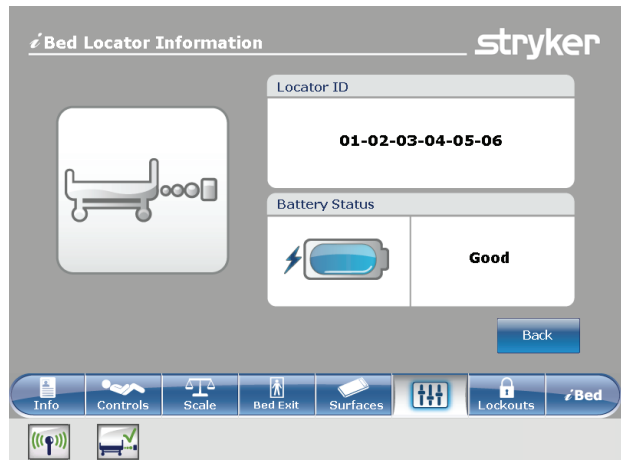 iBed Locator Information
stryker
Locator ID
01-02-03-04-05-06
Battery Status
Good
Back
Info
Controls
Scale
Bed Exit
Surfaces
Lockouts
iBed